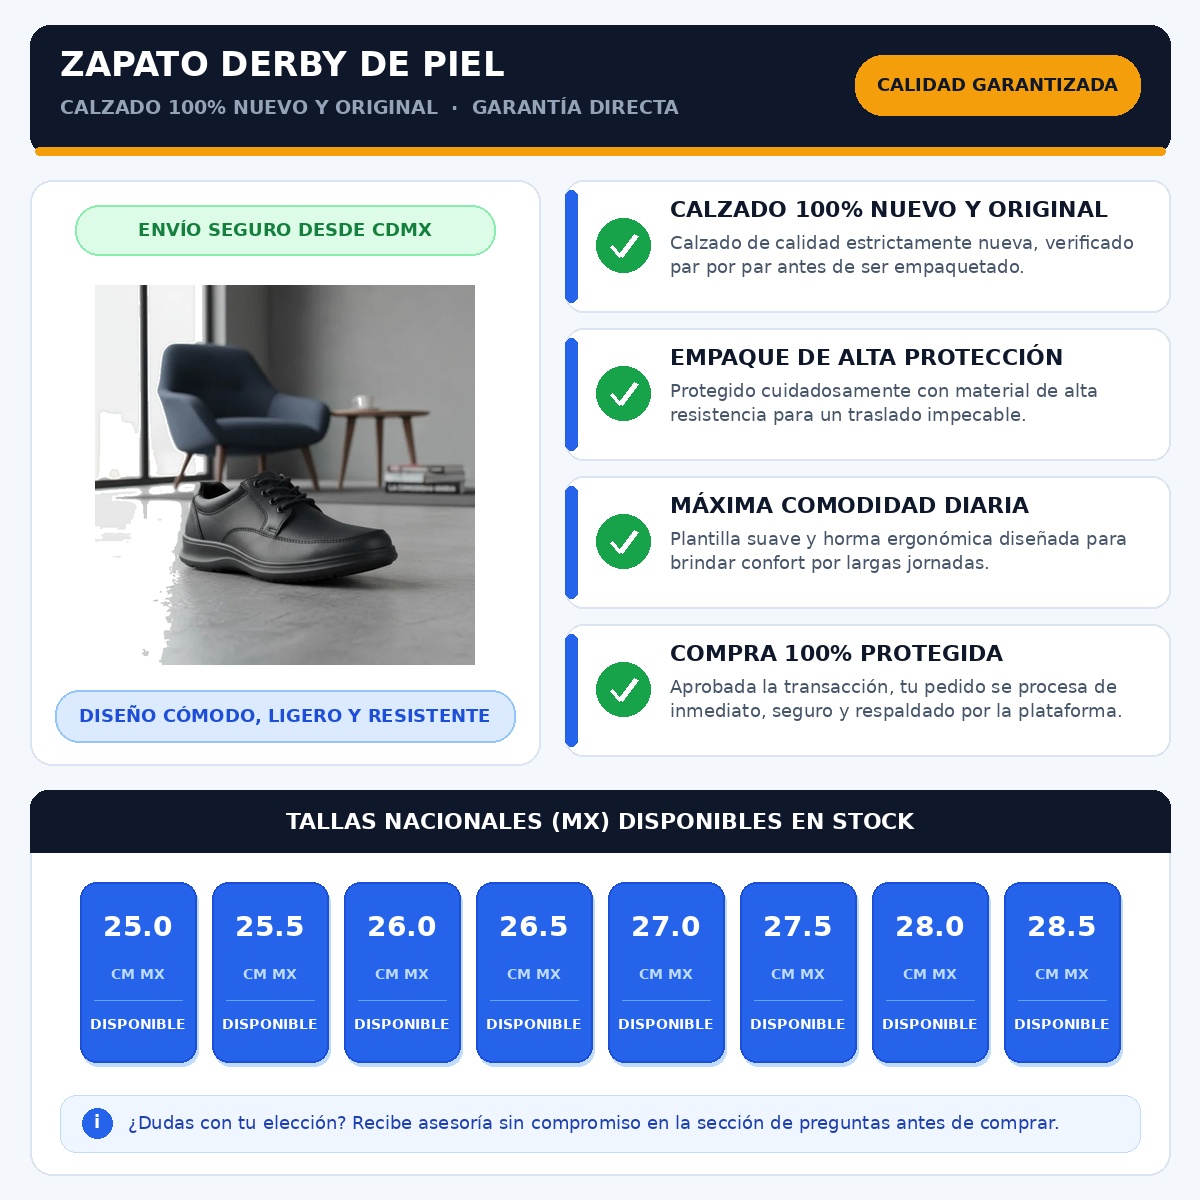 ZAPATO DERBY DE PIEL
CALZADO 100% NUEVO Y ORIGINAL · GARANTÍA DIRECTA
CALIDAD GARANTIZADA
ENVÍO SEGURO DESDE CDMX
DISEÑO CÓMODO, LIGERO Y RESISTENTE
CALZADO 100% NUEVO Y ORIGINAL
Calzado de calidad estrictamente nueva, verificado
par por par antes de ser empaquetado.
EMPAQUE DE ALTA PROTECCIÓN
Protegido cuidadosamente con material de alta
resistencia para un traslado impecable.
MÁXIMA COMODIDAD DIARIA
Plantilla suave y horma ergonómica diseñada para
brindar confort por largas jornadas.
COMPRA 100% PROTEGIDA
Aprobada la transacción, tu pedido se procesa de
inmediato, seguro y respaldado por la plataforma.
TALLAS NACIONALES (MX) DISPONIBLES EN STOCK
25.0
CM MX
DISPONIBLE
25.5
CM MX
DISPONIBLE
26.0
CM MX
DISPONIBLE
26.5
CM MX
DISPONIBLE
27.0
CM MX
DISPONIBLE
27.5
CM MX
DISPONIBLE
28.0
CM MX
DISPONIBLE
28.5
CM MX
DISPONIBLE
i ¿Dudas con tu elección? Recibe asesoría sin compromiso en la sección de preguntas antes de comprar.